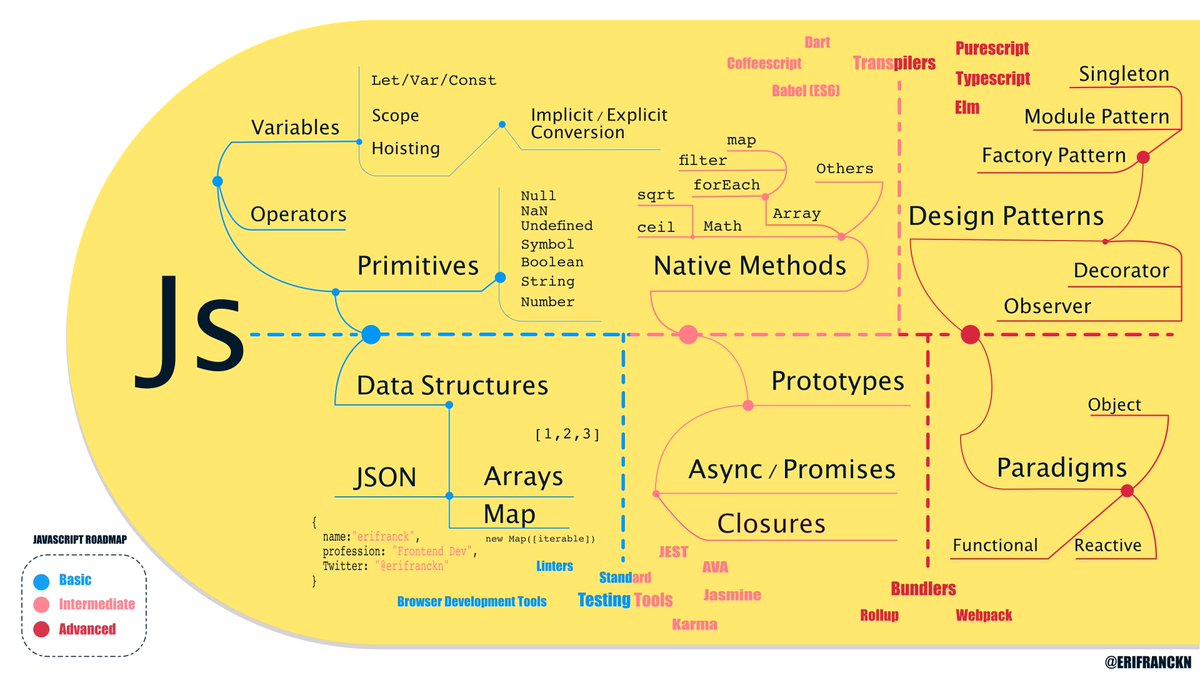 Js
Variables
Let/Var/Const
Scope
Hoisting
Implicit / Explicit
Conversion
Operators
Primitives
Null
NaN
Undefined
Symbol
Boolean
String
Number
Data Structures
[1,2,3]
JSON
Arrays
Map
new Map([iterable])
{
name:"erifranck",
profession: "Frontend Dev",
Twitter: "@erifranckn"
}
Linters
Browser Development Tools
Standard
Testing Tools
JEST
AVA
Jasmine
Karma
Dart
Coffeescript
Transpilers
Babel (ES6)
Purescript
Typescript
Elm
map
filter
forEach
Others
sqrt
ceil
Math
Array
Native Methods
Prototypes
Async / Promises
Closures
Singleton
Module Pattern
Factory Pattern
Design Patterns
Decorator
Observer
Object
Paradigms
Functional
Reactive
Bundlers
Rollup
Webpack
JAVASCRIPT ROADMAP
Basic
Intermediate
Advanced
@ERIFRANCKN